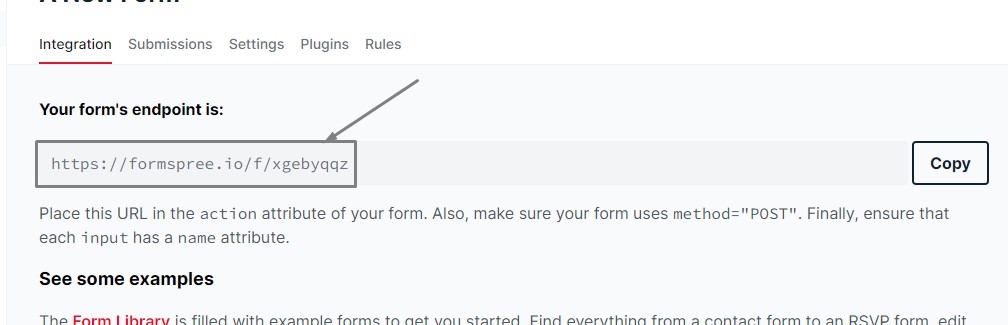 A New Form
Integration Submissions Settings Plugins Rules
Your form's endpoint is:
https://formspree.io/f/xgebyqqz
Copy
Place this URL in the action attribute of your form. Also, make sure your form uses method="POST". Finally, ensure that
each input has a name attribute.
See some examples
The Form Library is filled with example forms to get you started. Find everything from a contact form to an RSVP form, edit